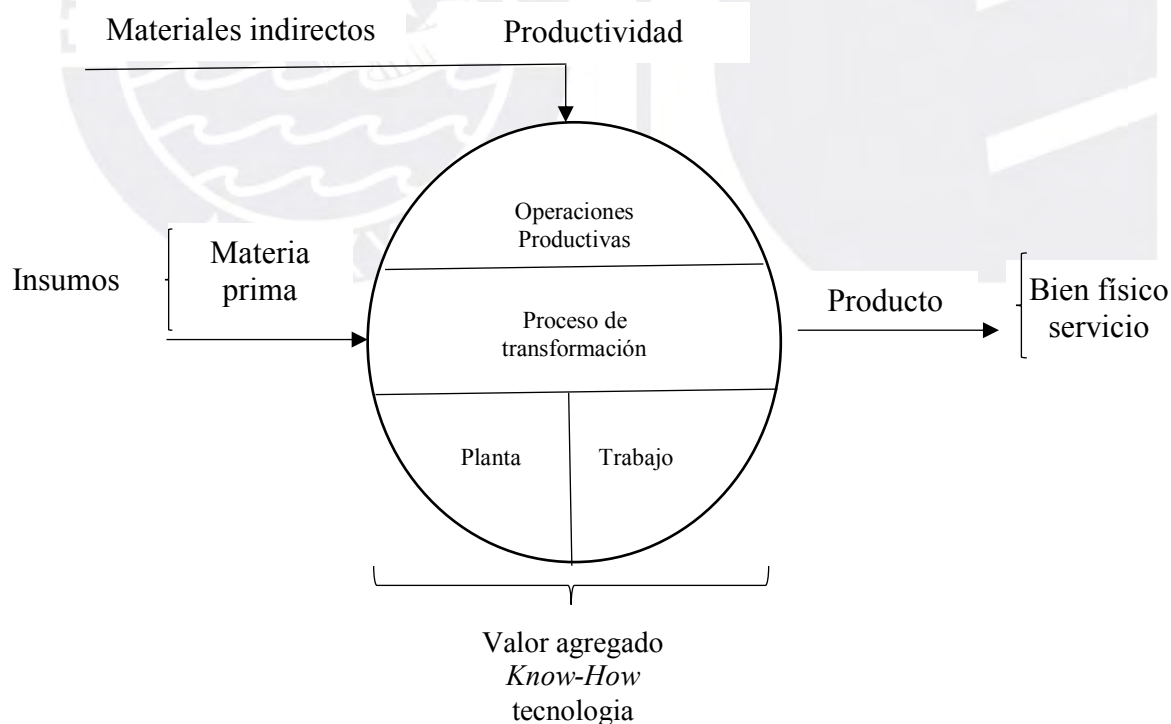 Materiales indirectos
Productividad
Operaciones
Productivas
Insumos
Materia
prima
Proceso de
transformación
Producto
Bien físico
servicio
Planta
Trabajo
Valor agregado
Know-How
tecnologia